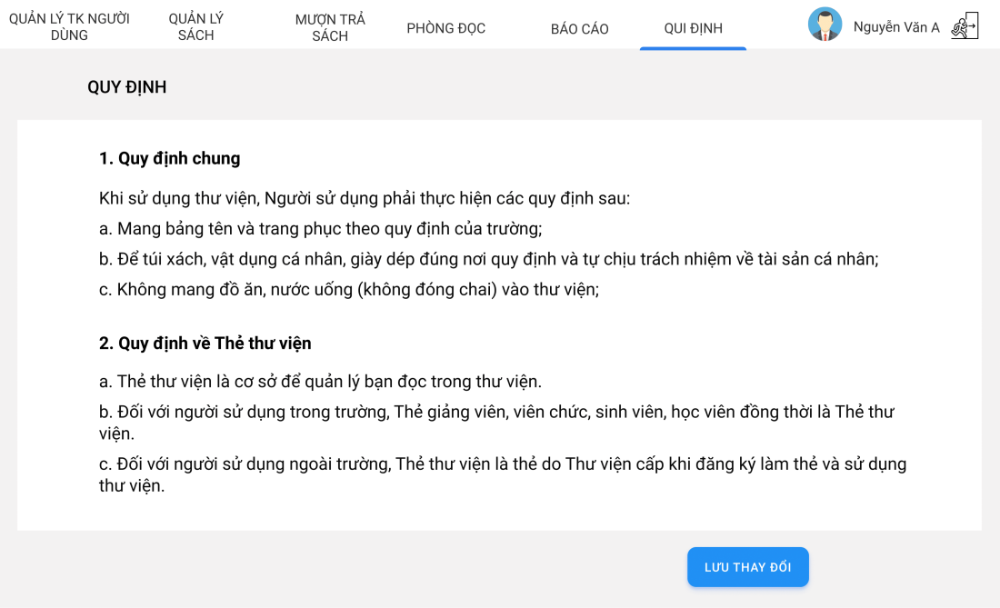 QUẢN LÝ TK NGƯỜI
DÙNG
QUẢN LÝ
SÁCH
MƯỢN TRẢ
SÁCH
PHÒNG ĐỌC
BÁO CÁO
QUI ĐỊNH
Nguyễn Văn A
QUY ĐỊNH
1. Quy định chung
Khi sử dụng thư viện, Người sử dụng phải thực hiện các quy định sau:
a. Mang bảng tên và trang phục theo quy định của trường;
b. Để túi xách, vật dụng cá nhân, giày dép đúng nơi quy định và tự chịu trách nhiệm về tài sản cá nhân;
c. Không mang đồ ăn, nước uống (không đóng chai) vào thư viện;
2. Quy định về Thẻ thư viện
a. Thẻ thư viện là cơ sở để quản lý bạn đọc trong thư viện.
b. Đối với người sử dụng trong trường, Thẻ giảng viên, viên chức, sinh viên, học viên đồng thời là Thẻ thư
viện.
c. Đối với người sử dụng ngoài trường, Thẻ thư viện là thẻ do Thư viện cấp khi đăng ký làm thẻ và sử dụng
thư viện.
LƯU THAY ĐỔI